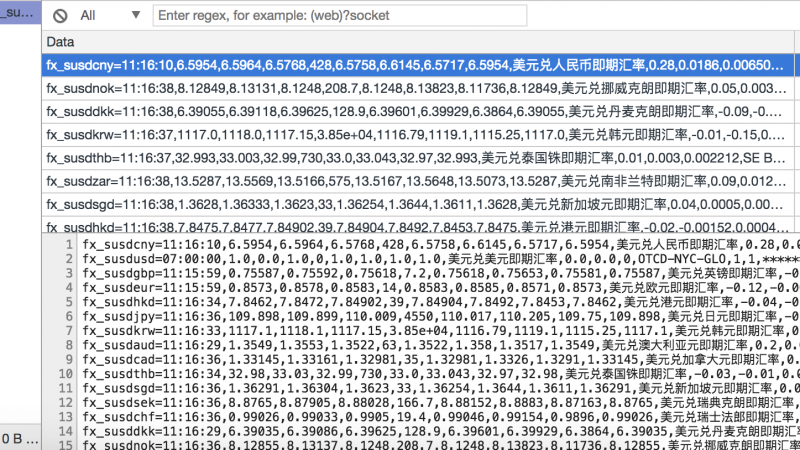 _su...
All ▼ Enter regex, for example: (web)?socket
Data
fx_susdcny=11:16:10,6.5954,6.5964,6.5768,428,6.5758,6.6145,6.5717,6.5954,美元兑人民币即期汇率,0.28,0.0186,0.00650...
fx_susdnok=11:16:38,8.12849,8.13131,8.1248,208.7,8.1248,8.13823,8.11736,8.12849,美元兑挪威克朗即期汇率,0.05,0.003...
fx_susddkk=11:16:38,6.39055,6.39118,6.39625,128.9,6.39601,6.39929,6.3864,6.39055,美元兑丹麦克朗即期汇率,-0.09,-0....
fx_susdkrw=11:16:37,1117.0,1118.0,1117.15,3.85e+04,1116.79,1119.1,1115.25,1117.0,美元兑韩元即期汇率,-0.01,-0.15,0....
fx_susdthb=11:16:37,32.993,33.003,32.99,730,33.0,33.043,32.97,32.993,美元兑泰国铢即期汇率,0.01,0.003,0.002212,SE B...
fx_susdzar=11:16:38,13.5287,13.5569,13.5166,575,13.5167,13.5648,13.5073,13.5287,美元兑南非兰特即期汇率,0.09,0.012...
fx_susdsgd=11:16:38,1.3628,1.36333,1.3623,33,1.36254,1.3644,1.3611,1.3628,美元兑新加坡元即期汇率,0.04,0.0005,0.00...
fx_susdhkd=11:16:38,7.8475,7.8477,7.84902,39,7.84904,7.8492,7.8453,7.8475,美元兑港元即期汇率,-0.02,-0.00152,0.0004...
1 fx_susdcny=11:16:10,6.5954,6.5964,6.5768,428,6.5758,6.6145,6.5717,6.5954,美元兑人民币即期汇率,0.28,0.0
2 fx_susdusd=07:00:00,1.0,0.0,1.0,0,1.0,1.0,1.0,1.0,美元兑美元即期汇率,0.0,0.0,0,OTCD-NYC-GLO,1,1,******
3 fx_susdgbp=11:15:09,0.75587,0.75592,0.75618,7.2,0.75618,0.75653,0.75581,0.75587,美元兑英镑即期汇率,-0
4 fx_susdeur=11:15:59,0.8573,0.8578,0.8583,14,0.8583,0.8585,0.8571,0.8573,美元兑欧元即期汇率,-0.12,-0.0
5 fx_susdhkd=11:16:34,7.8462,7.8472,7.84902,39,7.84904,7.8492,7.8453,7.8462,美元兑港元即期汇率,-0.04,-0
6 fx_susdjpy=11:16:36,109.898,109.899,110.009,4550,110.017,110.205,109.75,109.898,美元兑日元即期汇率,-0
7 fx_susdkrw=11:16:33,1117.1,1118.1,1117.15,3.85e+04,1116.79,1119.1,1115.25,1117.1,美元兑韩元即期汇率,
8 fx_susdaud=11:16:29,1.3549,1.3553,1.3522,63,1.3522,1.358,1.3517,1.3549,美元兑澳大利亚元即期汇率,0.2,0
9 fx_susdcad=11:16:36,1.33145,1.33161,1.32981,35,1.32981,1.3326,1.3291,1.33145,美元兑加拿大元即期汇率,0
10 fx_susdthb=11:16:34,32.98,33.03,32.99,730,33.0,33.043,32.97,32.98,美元兑泰国铢即期汇率,-0.03,-0.01,0
11 fx_susdsgd=11:16:36,1.36291,1.36304,1.3623,33,1.36254,1.3644,1.3611,1.36291,美元兑新加坡元即期汇率,0
12 fx_susdsek=11:16:36,8.8765,8.87905,8.88028,166.7,8.88152,8.8883,8.87163,8.8765,美元兑瑞典克朗即期汇
13 fx_susdchf=11:16:34,0.99026,0.99033,0.9905,19.4,0.99046,0.99154,0.9896,0.99026,美元兑瑞士法郎即期汇
14 fx_susddkk=11:16:29,6.39035,6.39086,6.39625,128.9,6.39601,6.39929,6.3864,6.39035,美元兑丹麦克朗即期
15 fx_susdnok=11:16:36,8.12855,8.13137,8.1248,208.7,8.1248,8.13823,8.11736,8.12855,美元兑挪威克朗即期
0 B ...